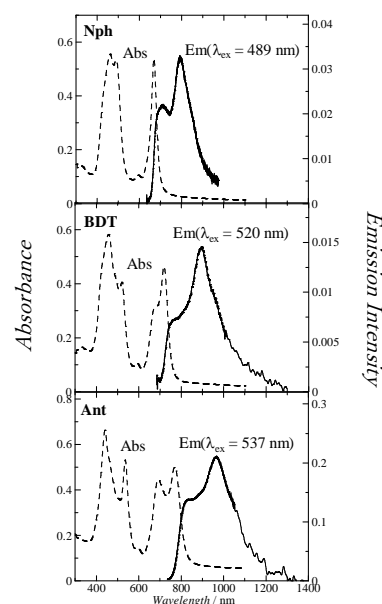 Nph
Abs
Em(λex = 489 nm)
0.6
0.4
0.2
0
0.04
0.03
0.02
0.01
0
BDT
Abs
Em(λex = 520 nm)
0.6
0.4
0.2
0
0.015
0.01
0.005
0
Absorbance
Emission Intensity
Ant
Abs
Em(λex = 537 nm)
0.8
0.6
0.4
0.2
0
0.3
0.2
0.1
0
400 600 800 1000 1200 1400
Wavelength / nm